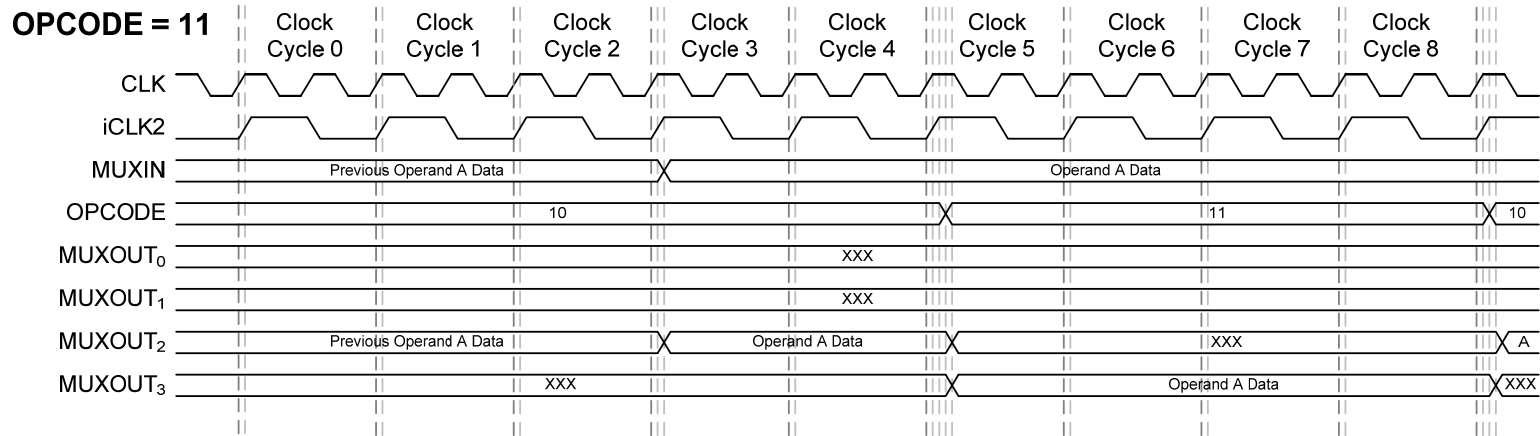 OPCODE = 11
Clock Cycle 0
Clock Cycle 1
Clock Cycle 2
Clock Cycle 3
Clock Cycle 4
Clock Cycle 5
Clock Cycle 6
Clock Cycle 7
Clock Cycle 8
CLK
iCLK2
MUXIN
Previous Operand A Data
Operand A Data
OPCODE
10
11
10
MUXOUT0
XXX
MUXOUT1
XXX
MUXOUT2
Previous Operand A Data
Operand A Data
XXX
A
MUXOUT3
XXX
Operand A Data
XXX